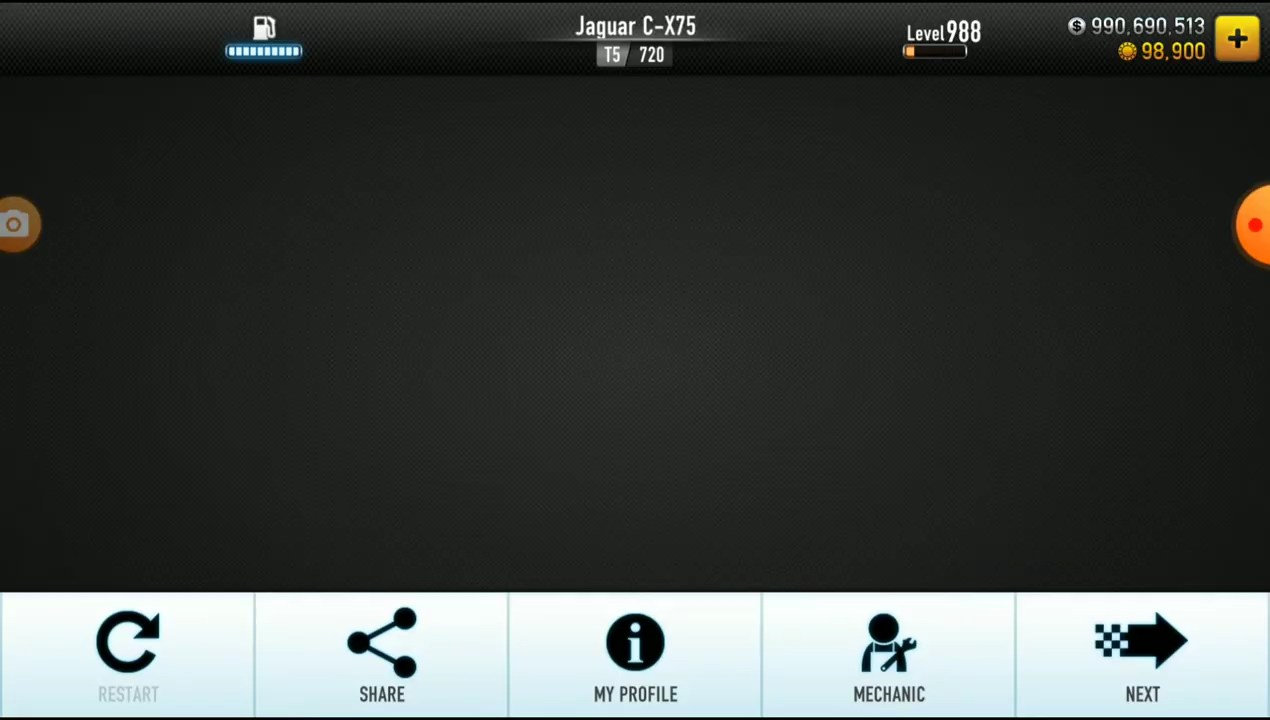 Jaguar C-X75
T5 720
Level 988
990,690,513
98,900
RESTART
SHARE
MY PROFILE
MECHANIC
NEXT